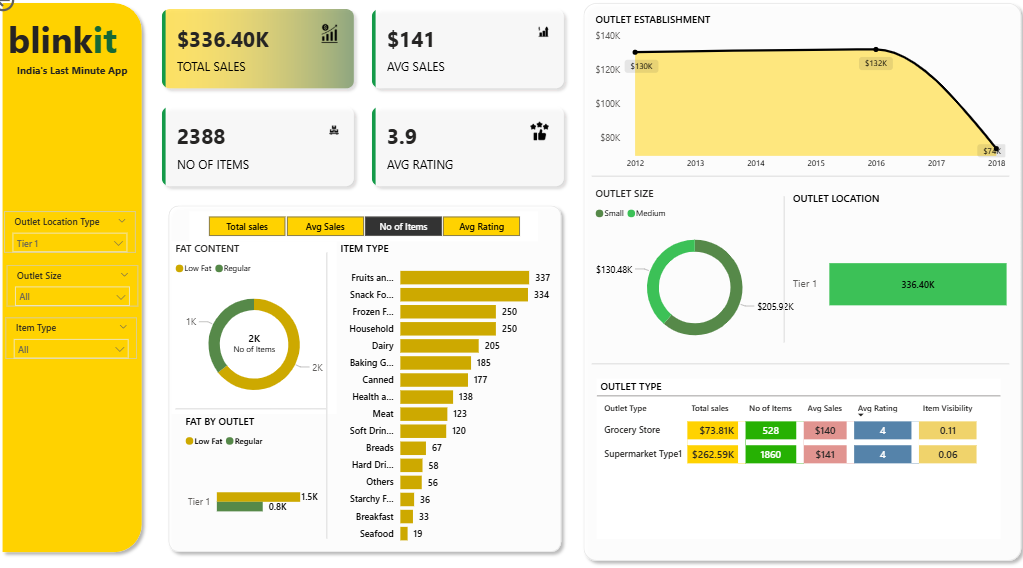 blinkit
India's Last Minute App
Outlet Location Type
Tier 1
Outlet Size
All
Item Type
All
$336.40K
TOTAL SALES
$141
AVG SALES
2388
NO OF ITEMS
3.9
AVG RATING
Total sales
Avg Sales
No of Items
Avg Rating
FAT CONTENT
Low Fat Regular
1K
2K
No of Items
2K
FAT BY OUTLET
Low Fat Regular
Tier 1
1.5K
0.8K
ITEM TYPE
Fruits an... 337
Snack Fo... 334
Frozen F... 250
Household 250
Dairy 205
Baking G... 185
Canned 177
Health a... 138
Meat 123
Soft Drin... 120
Breads 67
Hard Dri... 58
Others 56
Starchy F... 36
Breakfast 33
Seafood 19
OUTLET ESTABLISHMENT
$140K
$120K
$100K
$80K
$130K
$132K
$74K
2012 2013 2014 2015 2016 2017 2018
OUTLET SIZE
Small Medium
$130.48K
$205.92K
OUTLET LOCATION
Tier 1
336.40K
OUTLET TYPE
Outlet Type Total sales No of Items Avg Sales Avg Rating Item Visibility
Grocery Store $73.81K 528 $140 4 0.11
Supermarket Type1 $262.59K 1860 $141 4 0.06